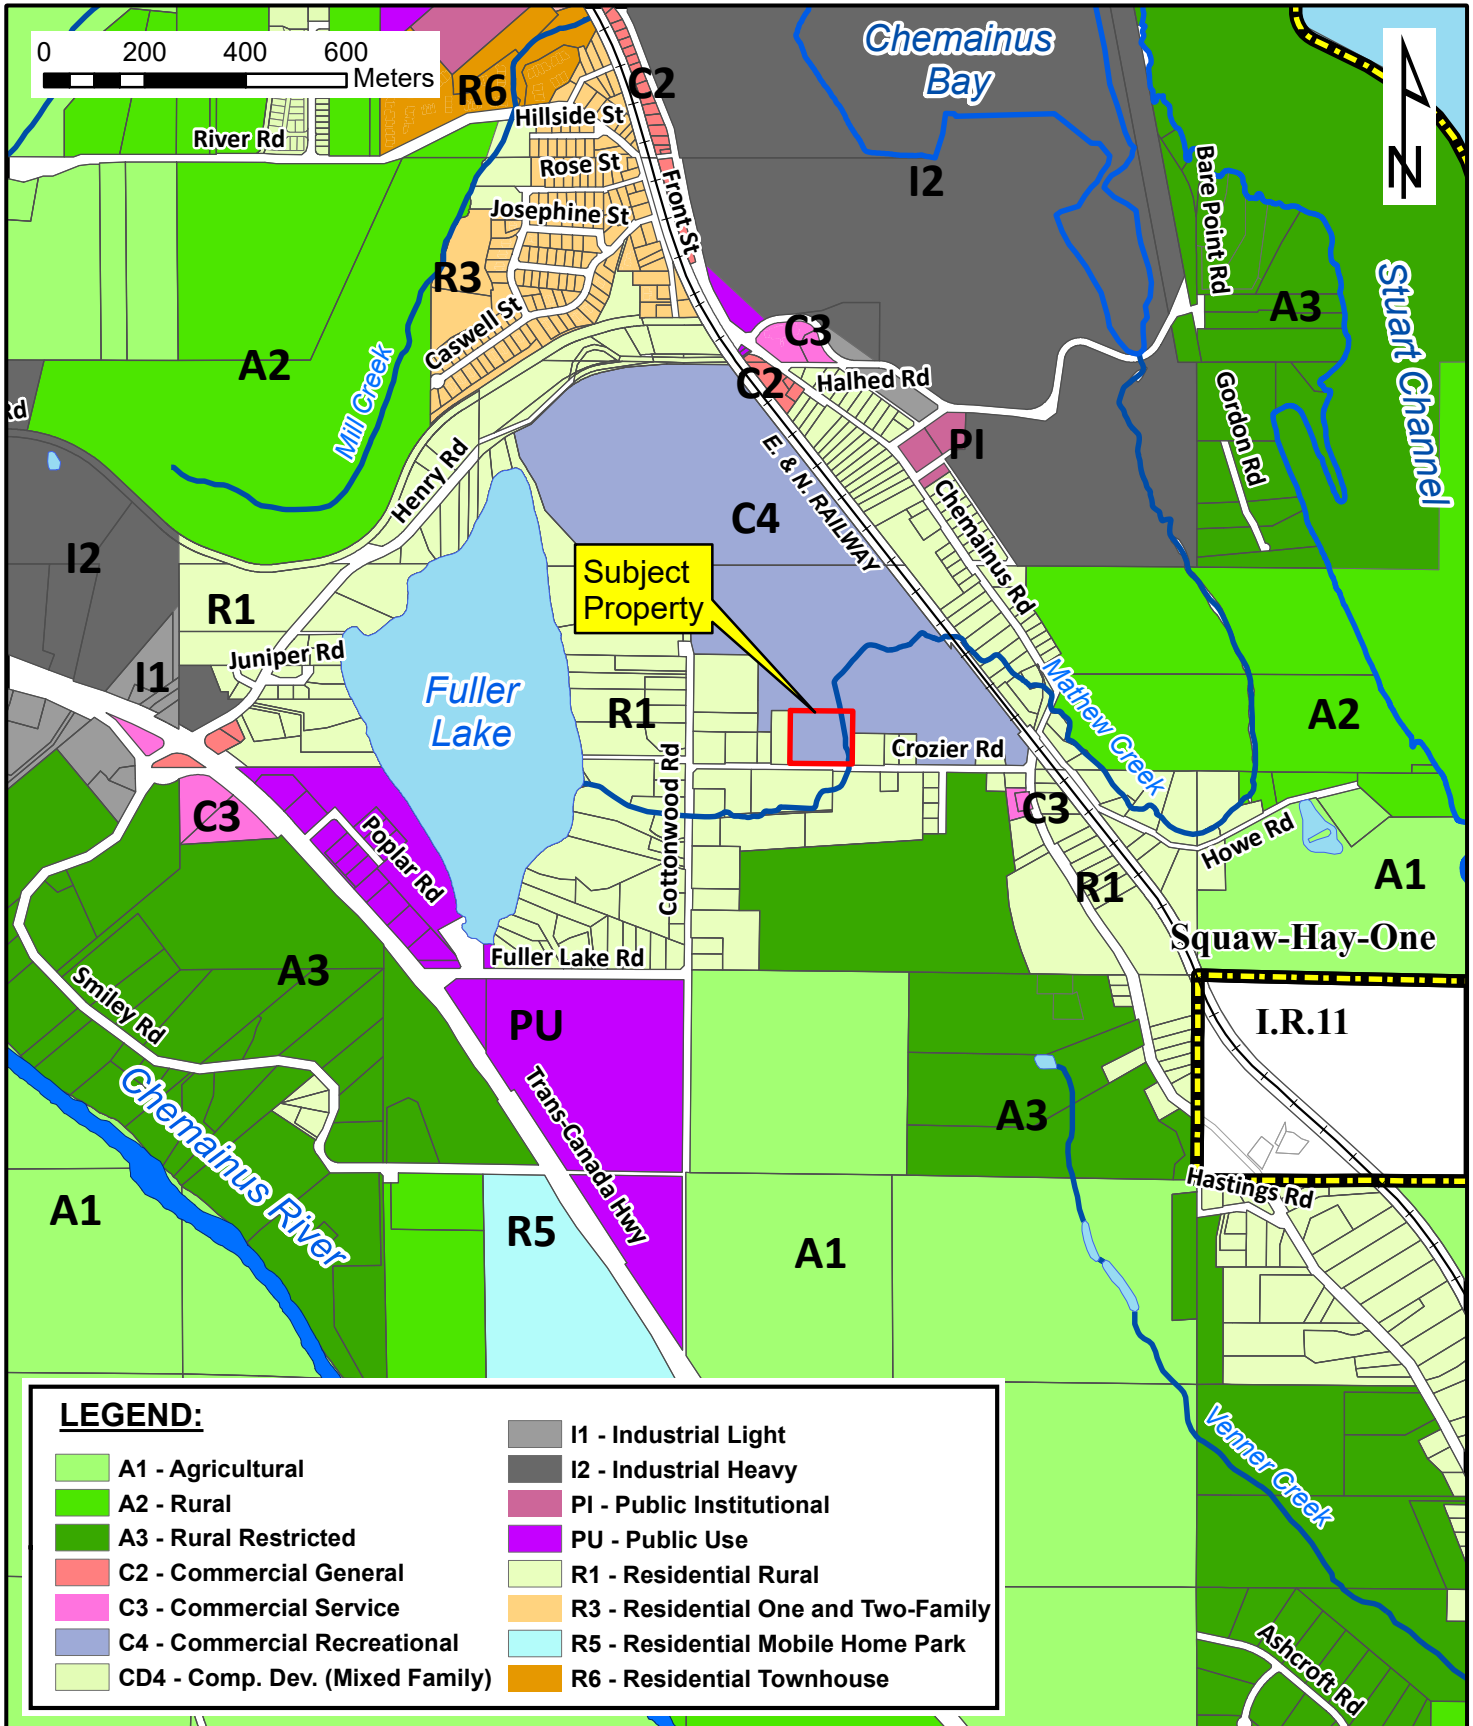 0 200 400 600
Meters
Chemainus
Bay
N
R6
C2
Hillside St
River Rd
Rose St
Front St
Bare Point Rd
I2
Josephine St
R3
Stuart Channel
A3
Caswell St
C3
A2
Mill Creek
C2
Halhed Rd
Gordon Rd
Rd
PI
Henry Rd
E. & N. RAILWAY
Chemainus Rd
C4
I2
Subject
Property
R1
Juniper Rd
I1
Fuller
Lake
R1
Mathew Creek
A2
Crozier Rd
Cottonwood Rd
C3
C3
Poplar Rd
Howe Rd
A1
R1
Squaw-Hay-One
Fuller Lake Rd
A3
Smiley Rd
PU
I.R.11
Trans-Canada Hwy
Chemainus River
A3
Hastings Rd
A1
R5
A1
Venner Creek
Ashcroft Rd
LEGEND:
A1 - Agricultural
A2 - Rural
A3 - Rural Restricted
C2 - Commercial General
C3 - Commercial Service
C4 - Commercial Recreational
CD4 - Comp. Dev. (Mixed Family)
I1 - Industrial Light
I2 - Industrial Heavy
PI - Public Institutional
PU - Public Use
R1 - Residential Rural
R3 - Residential One and Two-Family
R5 - Residential Mobile Home Park
R6 - Residential Townhouse